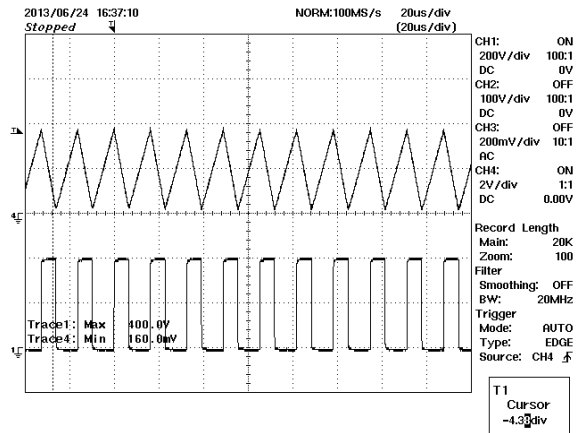 2013/06/24 16:37:10 NORM:100MS/s 20us/div
Stopped (20us/div)
CH1: ON
200V/div 100:1
DC 0V
CH2: OFF
100V/div 100:1
DC 0V
CH3: OFF
200mV/div 10:1
AC
CH4: ON
2V/div 1:1
DC 0.00V
Record Length
Main: 20K
Zoom: 100
Filter
Smoothing: OFF
BW: 20MHz
Trigger
Mode: AUTO
Type: EDGE
Source: CH4
T
T
4
Trace1: Max 400.0V
Trace4: Min 160.0mV
1
T1
Cursor
-4.38div